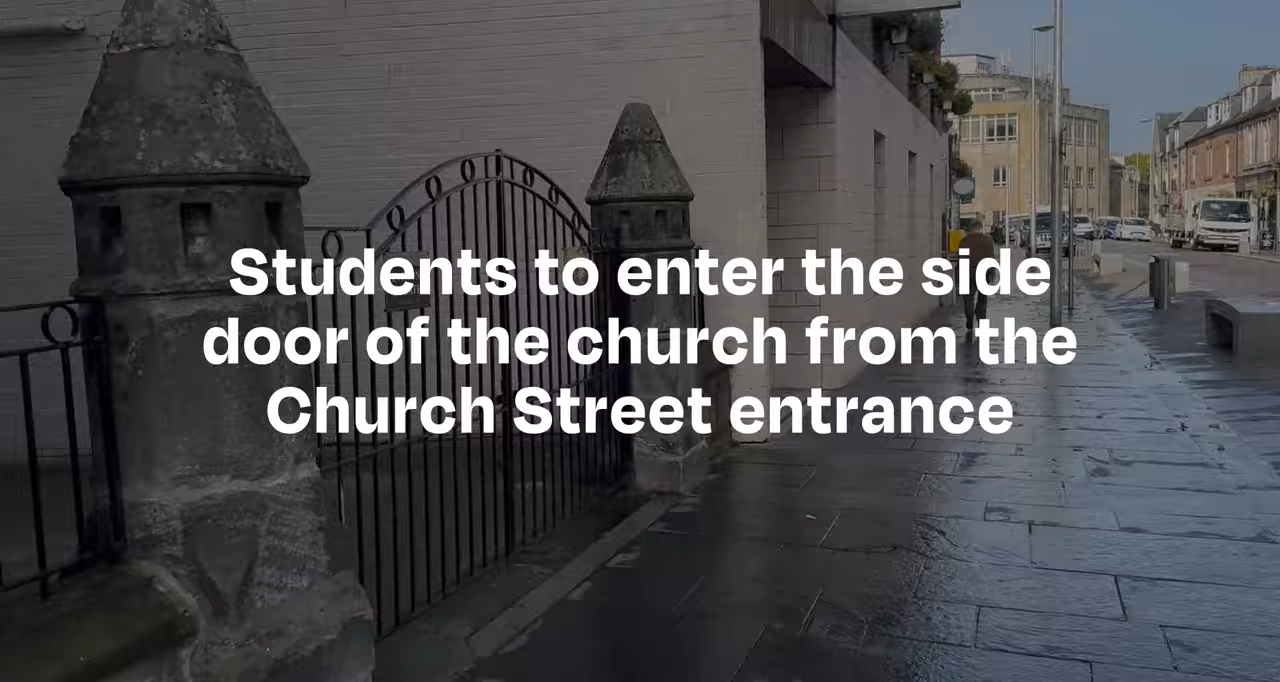 Students to enter the side
door of the church from the
Church Street entrance